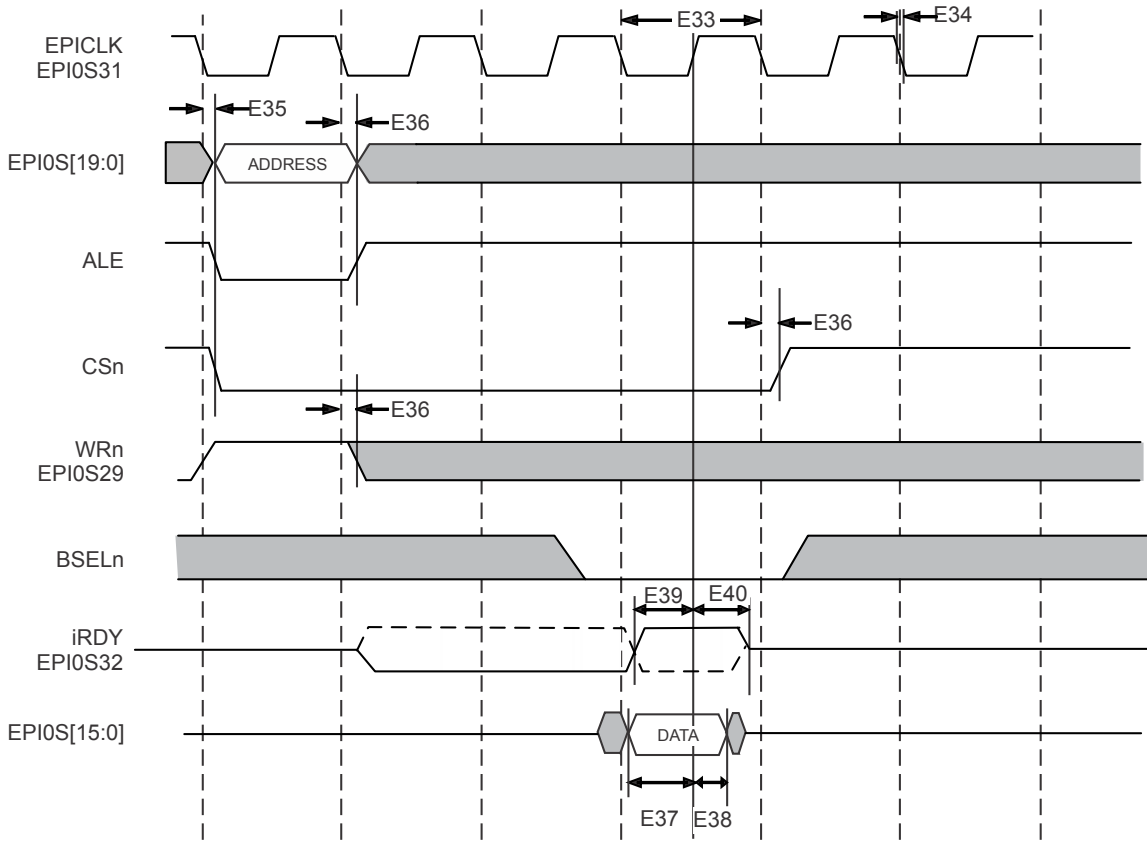 E33
E34
EPICLK
EPI0S31
E35
E36
EPI0S[19:0]
ADDRESS
ALE
E36
CSn
E36
WRn
EPI0S29
BSELn
E39
E40
iRDY
EPI0S32
EPI0S[15:0]
DATA
E37
E38